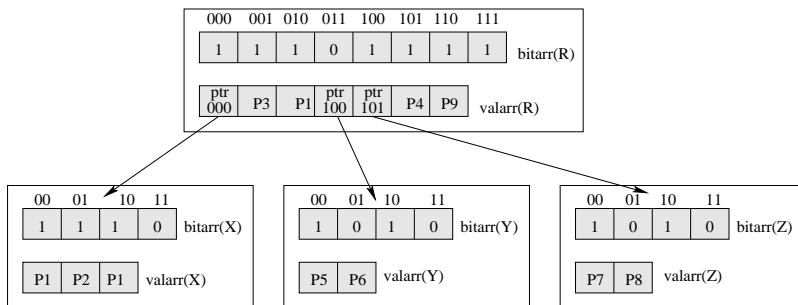 000 001 010 011 100 101 110 111
1 1 1 0 1 1 1 1 bitarr(R)
ptr 000 P3 P1 ptr 100 ptr 101 P4 P9 valarr(R)
00 01 10 11
1 1 1 0 bitarr(X)
P1 P2 P1 valarr(X)
00 01 10 11
1 0 1 0 bitarr(Y)
P5 P6 valarr(Y)
00 01 10 11
1 0 1 0 bitarr(Z)
P7 P8 valarr(Z)